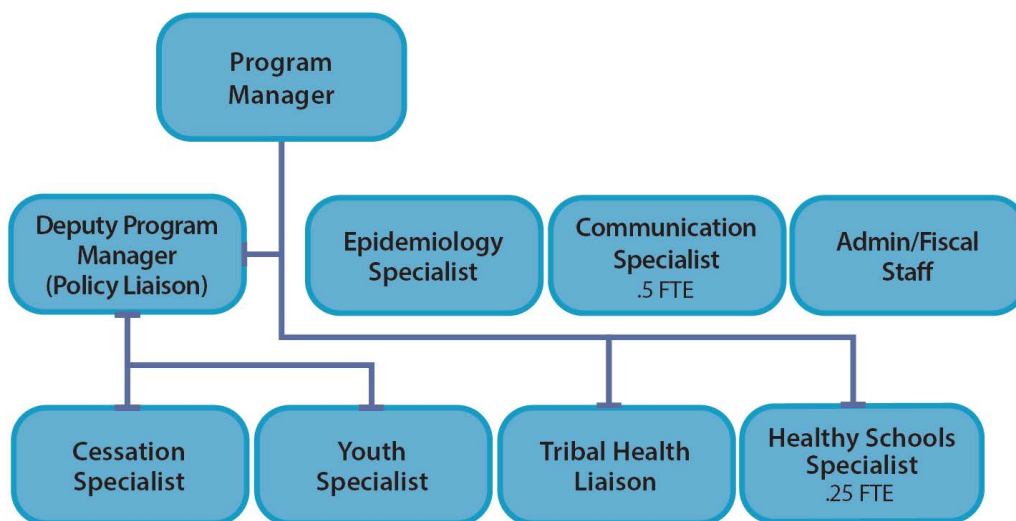 Program
Manager
Deputy Program
Manager
(Policy Liaison)
Epidemiology
Specialist
Communication
Specialist
.5 FTE
Admin/Fiscal
Staff
Cessation
Specialist
Youth
Specialist
Tribal Health
Liaison
Healthy Schools
Specialist
.25 FTE